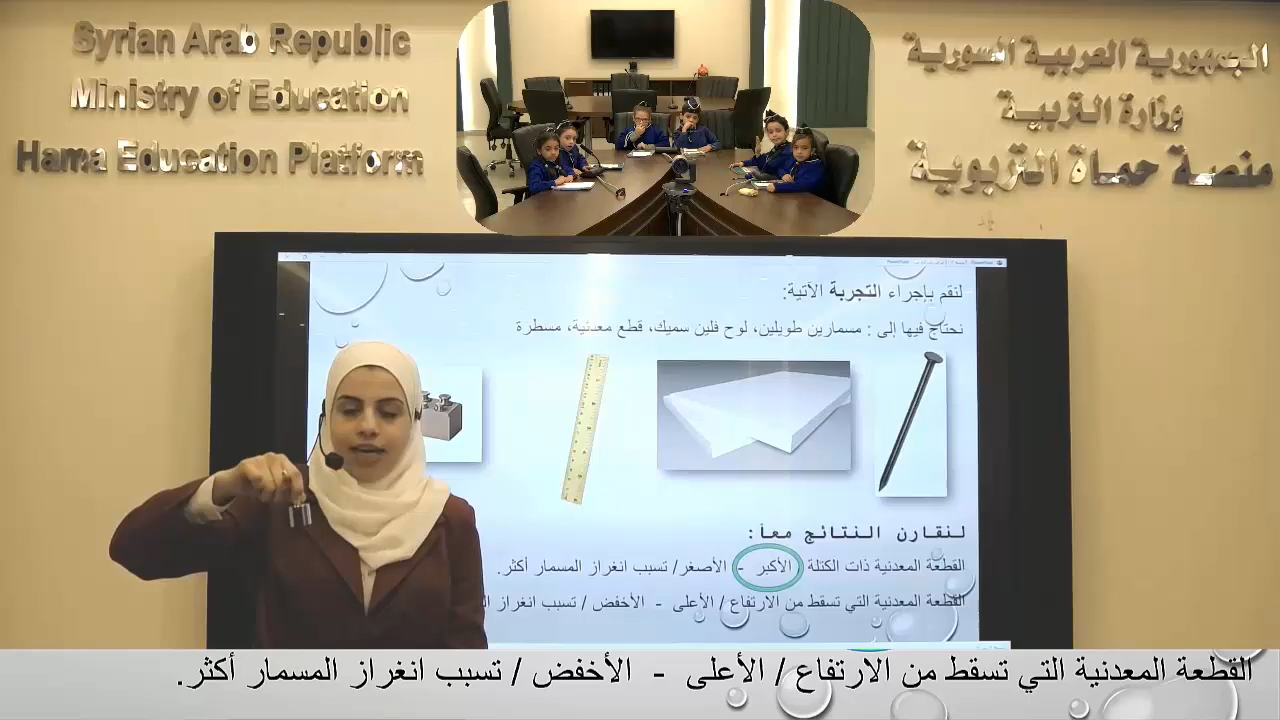 Syrian Arab Republic
Ministry of Education
Hama Education Platform
الجمهورية العربية السورية
وزارة التربية
منصة حماة التربوية
لنقم بإجراء التجربة الآتية:
نحتاج فيها إلى : مسمارين طويلين، لوح فلين سميك، قطع معدنية، مسطرة
لنقارن النتائج معاً:
القطعة المعدنية ذات الكتلة الأكبر - الأصغر/ تسبب انغراز المسمار أكثر.
القطعة المعدنية التي تسقط من الارتفاع / الأعلى - الأخفض / تسبب انغراز
القطعة المعدنية التي تسقط من الارتفاع / الأعلى - الأخفض / تسبب انغراز المسمار أكثر.